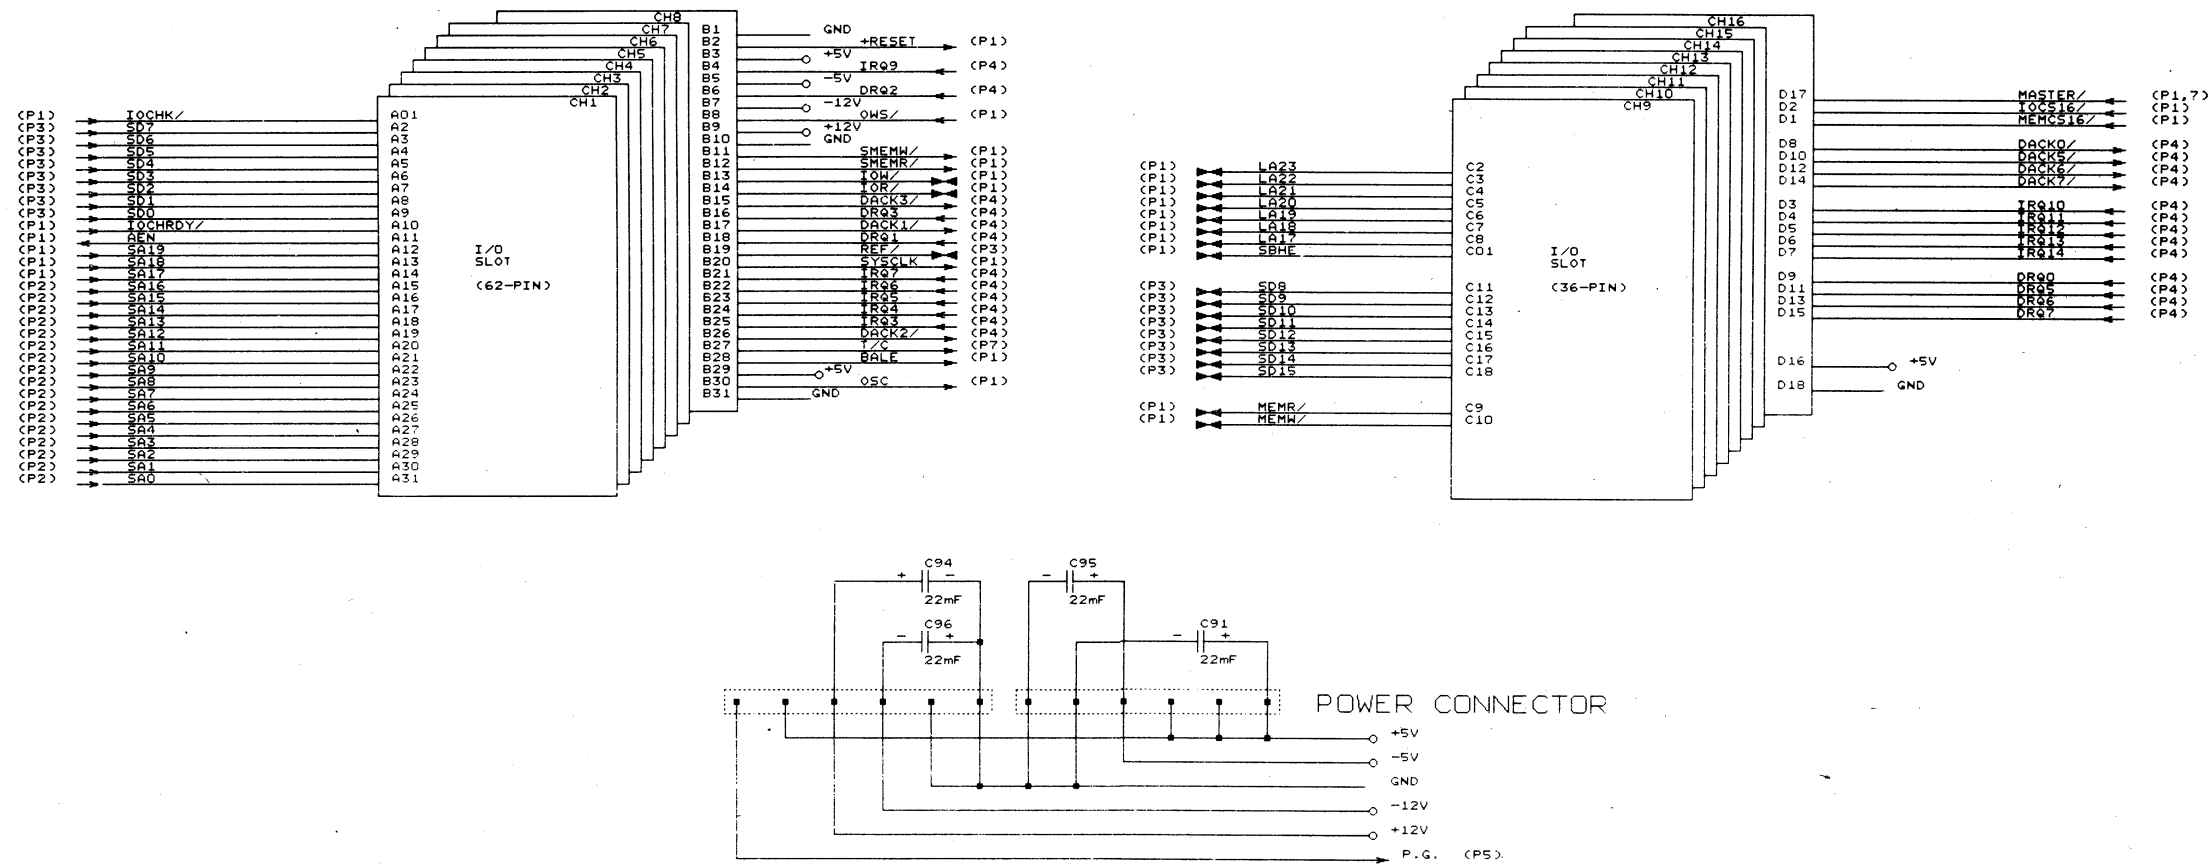 CH8
CH7
CH6
CH5
CH4
CH3
CH2
CH1
(P1) IOCHK/ A01
(P3) SD7 A2
(P3) SD6 A3
(P3) SD5 A4
(P3) SD4 A5
(P3) SD3 A6
(P3) SD2 A7
(P3) SD1 A8
(P3) SD0 A9
(P1) IOCHRDY/ A10
(P1) AEN A11
(P1) SA19 A12
(P1) SA18 A13
(P1) SA17 A14
(P2) SA16 A15
(P2) SA15 A16
(P2) SA14 A17
(P2) SA13 A18
(P2) SA12 A19
(P2) SA11 A20
(P2) SA10 A21
(P2) SA9 A22
(P2) SA8 A23
(P2) SA7 A24
(P2) SA6 A25
(P2) SA5 A26
(P2) SA4 A27
(P2) SA3 A28
(P2) SA2 A29
(P2) SA1 A30
(P2) SA0 A31
I/O
SLOT
(62-PIN)
B1 GND
B2 +RESET (P1)
B3 +5V
B4 IRQ9 (P4)
B5 -5V
B6 DRQ2 (P4)
B7 -12V
B8 OWS/ (P1)
B9 +12V
B10 GND
B11 SMEMW/ (P1)
B12 SMEMR/ (P1)
B13 IOW/ (P1)
B14 IOR/ (P1)
B15 DACK3/ (P4)
B16 DRQ3 (P4)
B17 DACK1/ (P4)
B18 DRQ1 (P4)
B19 REF/ (P3)
B20 SYSCLK (P1)
B21 IRQ7 (P4)
B22 IRQ6 (P4)
B23 IRQ5 (P4)
B24 IRQ4 (P4)
B25 IRQ3 (P4)
B26 DACK2/ (P4)
B27 T/C (P7)
B28 BALE (P1)
B29 +5V
B30 OSC (P1)
B31 GND
CH16
CH15
CH14
CH13
CH12
CH11
CH10
CH9
(P1) LA23 C2
(P1) LA22 C3
(P1) LA21 C4
(P1) LA20 C5
(P1) LA19 C6
(P1) LA18 C7
(P1) LA17 C8
(P1) SBHE C01
(P3) SD8 C11
(P3) SD9 C12
(P3) SD10 C13
(P3) SD11 C14
(P3) SD12 C15
(P3) SD13 C16
(P3) SD14 C17
(P3) SD15 C18
(P1) MEMR/ C9
(P1) MEMW/ C10
I/O
SLOT
(36-PIN)
D17 MASTER/ (P1,7)
D2 IOCS16/ (P1)
D1 MEMCS16/ (P1)
D8 DACK0/ (P4)
D10 DACK5/ (P4)
D12 DACK6/ (P4)
D14 DACK7/ (P4)
D3 IRQ10 (P4)
D4 IRQ11 (P4)
D5 IRQ12 (P4)
D6 IRQ13 (P4)
D7 IRQ14 (P4)
D9 DRQ0 (P4)
D11 DRQ5 (P4)
D13 DRQ6 (P4)
D15 DRQ7 (P4)
D16 +5V
D18 GND
C94
+ -
22mF
C95
- +
22mF
C96
- +
22mF
C91
- +
22mF
POWER CONNECTOR
+5V
-5V
GND
-12V
+12V
P.G. (P5)